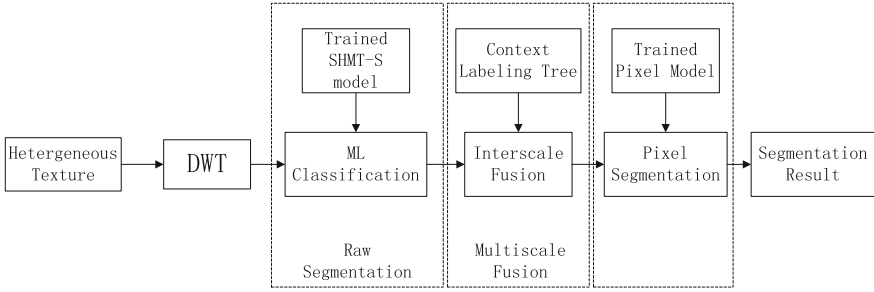 Trained
SHMT-S
model
Context
Labeling Tree
Trained
Pixel Model
Hetergeneous
Texture
DWT
ML
Classification
Interscale
Fusion
Pixel
Segmentation
Segmentation
Result
Raw
Segmentation
Multiscale
Fusion